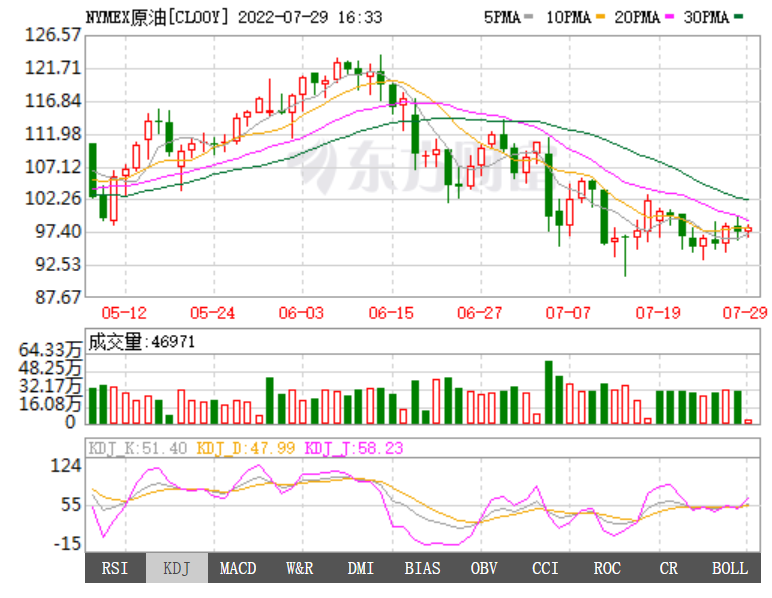 NYMEX原油[CL00Y] 2022-07-29 16:33 5PMA 10PMA 20PMA 30PMA
126.57
121.71
116.84
111.98
107.12
102.26
97.40
92.53
87.67
东方财富
05-12 05-24 06-03 06-15 06-27 07-07 07-19 07-29
成交量:46971
64.33万
48.25万
32.17万
16.08万
0
KDJ_K:51.40 KDJ_D:47.99 KDJ_J:58.23
124
55
-15
RSI KDJ MACD W&R DMI BIAS OBV CCI ROC CR BOLL